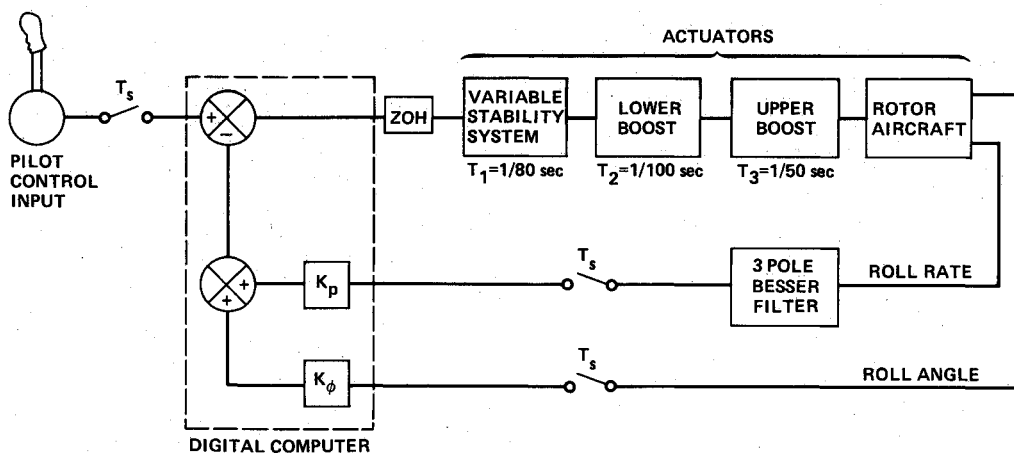 ACTUATORS
PILOT
CONTROL
INPUT
T_s
+
−
ZOH
VARIABLE
STABILITY
SYSTEM
T_1=1/80 sec
LOWER
BOOST
T_2=1/100 sec
UPPER
BOOST
T_3=1/50 sec
ROTOR
AIRCRAFT
+
+
K_p
T_s
3 POLE
BESSER
FILTER
ROLL RATE
K_ϕ
T_s
ROLL ANGLE
DIGITAL COMPUTER